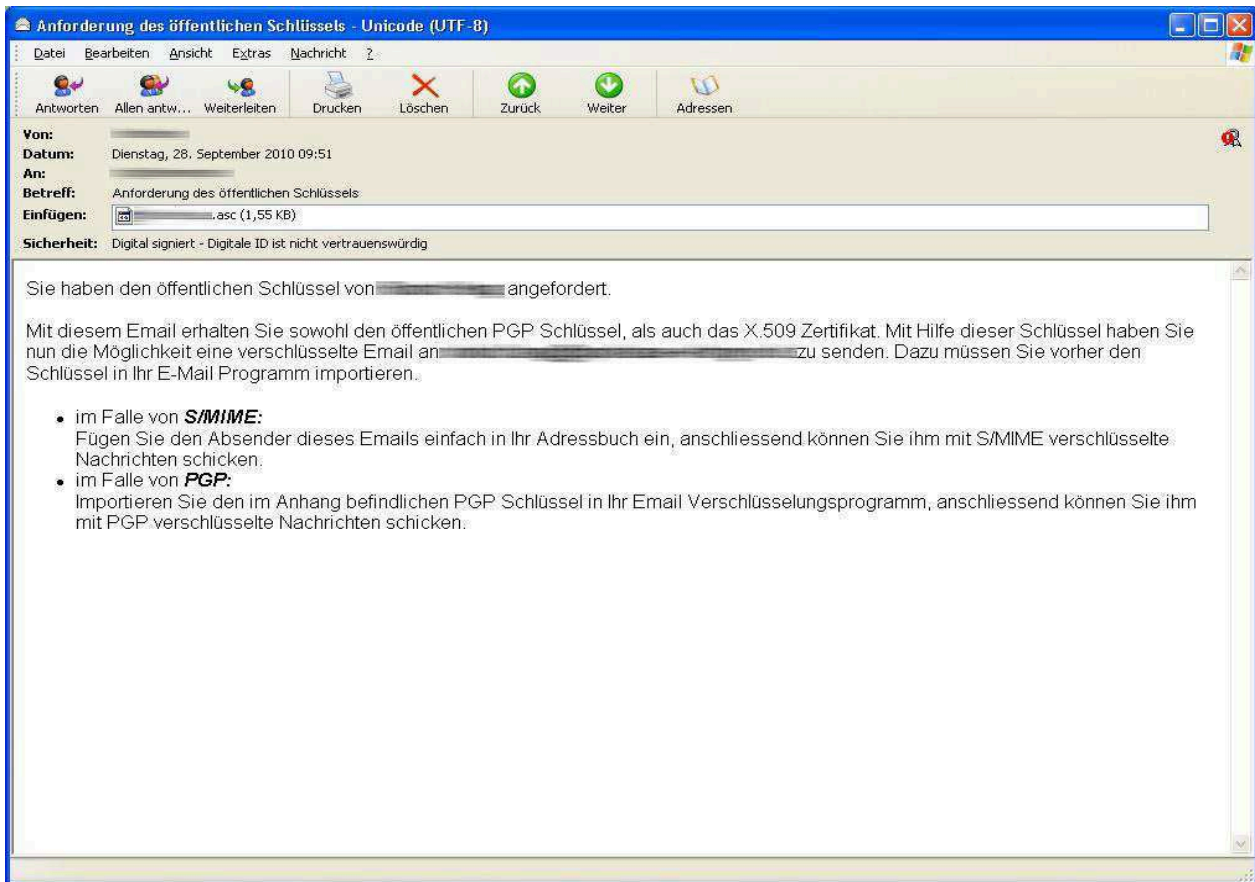 Anforderung des öffentlichen Schlüssels - Unicode (UTF-8)
Datei Bearbeiten Ansicht Extras Nachricht ?
Antworten Allen antw... Weiterleiten Drucken Löschen Zurück Weiter Adressen
Von:
Datum: Dienstag, 28. September 2010 09:51
An:
Betreff: Anforderung des öffentlichen Schlüssels
Einfügen: .asc (1,55 KB)
Sicherheit: Digital signiert - Digitale ID ist nicht vertrauenswürdig
Sie haben den öffentlichen Schlüssel von angefordert.
Mit diesem Email erhalten Sie sowohl den öffentlichen PGP Schlüssel, als auch das X.509 Zertifikat. Mit Hilfe dieser Schlüssel haben Sie
nun die Möglichkeit eine verschlüsselte Email an zu senden. Dazu müssen Sie vorher den
Schlüssel in Ihr E-Mail Programm importieren.
• im Falle von S/MIME:
Fügen Sie den Absender dieses Emails einfach in Ihr Adressbuch ein, anschliessend können Sie ihm mit S/MIME verschlüsselte
Nachrichten schicken.
• im Falle von PGP:
Importieren Sie den im Anhang befindlichen PGP Schlüssel in Ihr Email Verschlüsselungsprogramm, anschliessend können Sie ihm
mit PGP verschlüsselte Nachrichten schicken.